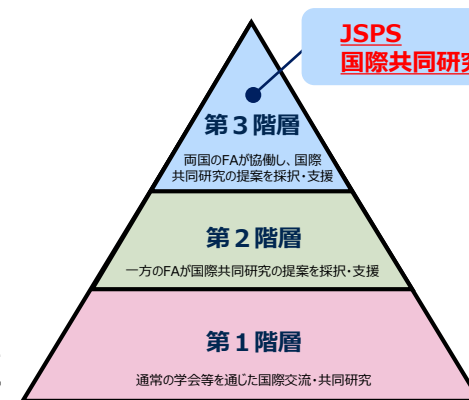 JSPS
国際共同研究
第３階層
両国のFAが協働し、国際
共同研究の提案を採択・支援
第２階層
一方のFAが国際共同研究の提案を採択・支援
第１階層
通常の学会等を通じた国際交流・共同研究